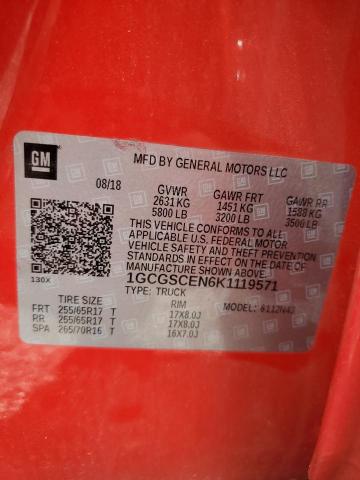 GM
MFD BY GENERAL MOTORS LLC
08/18 GVWR GAWR FRT GAWR RR
2631 KG 1451 KG 1588 KG
5800 LB 3200 LB 3500 LB
THIS VEHICLE CONFORMS TO ALL
APPLICABLE U.S. FEDERAL MOTOR
VEHICLE SAFETY AND THEFT PREVENTION
STANDARDS IN EFFECT ON THE DATE OF
MANUFACTURE SHOWN ABOVE.
130X
1GCGSCEN6K1119571
TYPE: TRUCK
TIRE SIZE RIM MODEL:
FRT 255/65R17 T 17X8.0J
RR 255/65R17 T 17X8.0J
SPA 265/70R16 T 16X7.0J